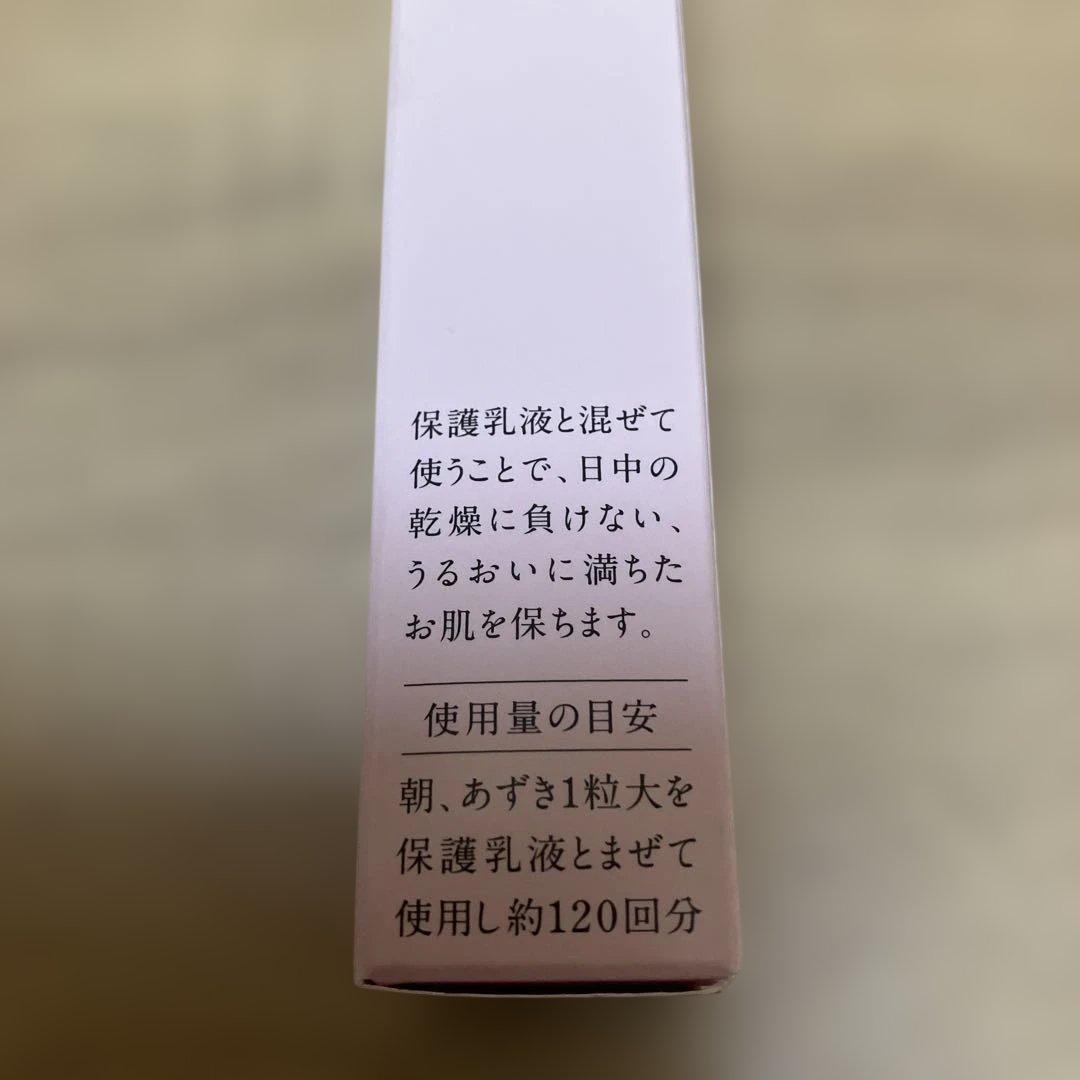 保護乳液と混ぜて
使うことで、日中の
乾燥に負けない、
うるおいに満ちた
お肌を保ちます。
使用量の目安
朝、あずき1粒大を
保護乳液とまぜて
使用し約120回分